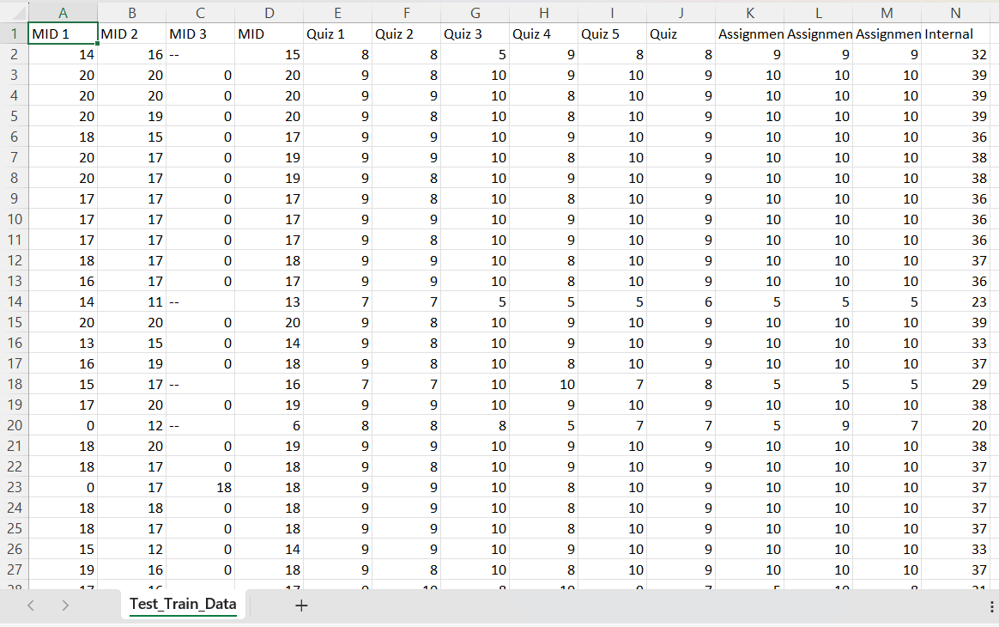 A B C D E F G H I J K L M N
1 MID 1 MID 2 MID 3 MID Quiz 1 Quiz 2 Quiz 3 Quiz 4 Quiz 5 Quiz Assignmen Assignmen Assignmen Internal
2 14 16 -- 15 8 8 5 9 8 8 9 9 9 32
3 20 20 0 20 9 8 10 9 10 9 10 10 10 39
4 20 20 0 20 9 9 10 8 10 9 10 10 10 39
5 20 19 0 20 9 8 10 8 10 9 10 10 10 39
6 18 15 0 17 9 9 10 9 10 9 10 10 10 36
7 20 17 0 19 9 9 10 8 10 9 10 10 10 38
8 20 17 0 19 9 8 10 9 10 9 10 10 10 38
9 17 17 0 17 9 8 10 8 10 9 10 10 10 36
10 17 17 0 17 9 9 10 9 10 9 10 10 10 36
11 17 17 0 17 9 8 10 9 10 9 10 10 10 36
12 18 17 0 18 9 9 10 8 10 9 10 10 10 37
13 16 17 0 17 9 9 10 8 10 9 10 10 10 36
14 14 11 -- 13 7 7 5 5 5 6 5 5 5 23
15 20 20 0 20 9 8 10 9 10 9 10 10 10 39
16 13 15 0 14 9 8 10 9 10 9 10 10 10 33
17 16 19 0 18 9 8 10 8 10 9 10 10 10 37
18 15 17 -- 16 7 7 10 10 7 8 5 5 5 29
19 17 20 0 19 9 9 10 9 10 9 10 10 10 38
20 0 12 -- 6 8 8 8 5 7 7 5 9 7 20
21 18 20 0 19 9 9 10 9 10 9 10 10 10 38
22 18 17 0 18 9 8 10 9 10 9 10 10 10 37
23 0 17 18 18 9 9 10 8 10 9 10 10 10 37
24 18 18 0 18 9 9 10 8 10 9 10 10 10 37
25 18 17 0 18 9 9 10 8 10 9 10 10 10 37
26 15 12 0 14 9 9 10 9 10 9 10 10 10 33
27 19 16 0 18 9 8 10 8 10 9 10 10 10 37
Test_Train_Data